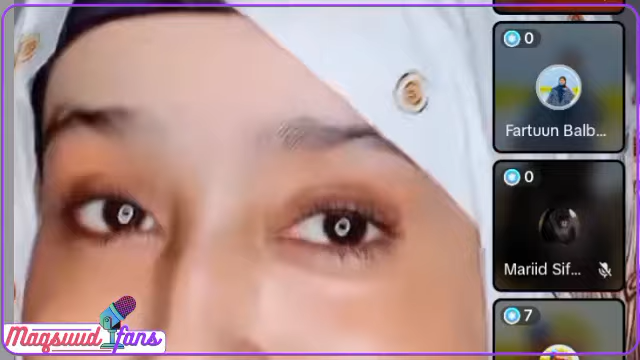 0
Fartuun Balb...
0
Mariid Sif...
7
Maqsuud fans